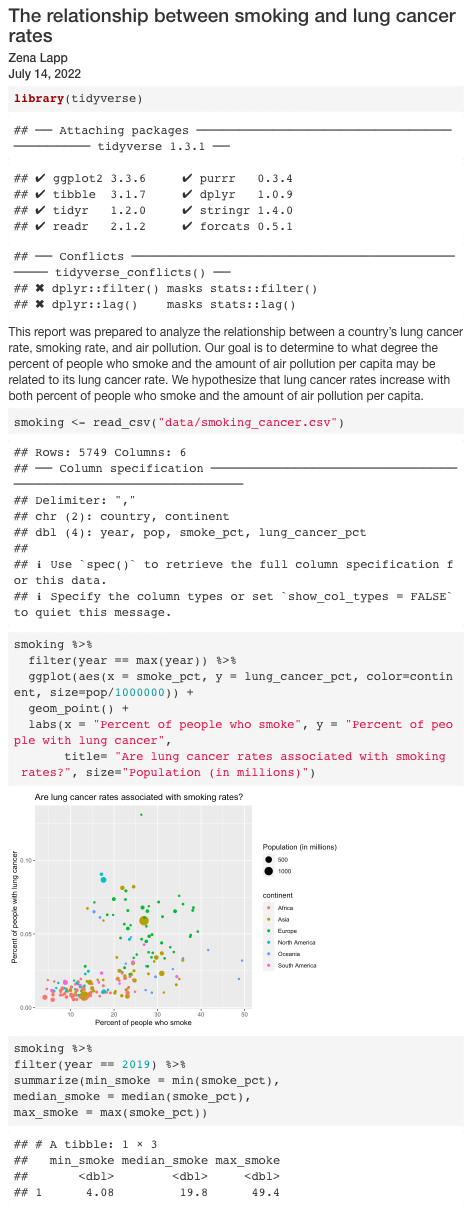 The relationship between smoking and lung cancer
rates
Zena Lapp
July 14, 2022
library(tidyverse)
## ── Attaching packages ──────────────────────────────────
─────────── tidyverse 1.3.1 ──
## ✔ ggplot2 3.3.6     ✔ purrr   0.3.4
## ✔ tibble  3.1.7     ✔ dplyr   1.0.9
## ✔ tidyr   1.2.0     ✔ stringr 1.4.0
## ✔ readr   2.1.2     ✔ forcats 0.5.1
## ── Conflicts ───────────────────────────────────────────
───── tidyverse_conflicts() ──
## ✖ dplyr::filter() masks stats::filter()
## ✖ dplyr::lag()    masks stats::lag()
This report was prepared to analyze the relationship between a country's lung cancer
rate, smoking rate, and air pollution. Our goal is to determine to what degree the
percent of people who smoke and the amount of air pollution per capita may be
related to its lung cancer rate. We hypothesize that lung cancer rates increase with
both percent of people who smoke and the amount of air pollution per capita.
smoking <- read_csv("data/smoking_cancer.csv")
## Rows: 5749 Columns: 6
## ── Column specification ─────────────────────────────────
───────────────────────────────
## Delimiter: ","
## chr (2): country, continent
## dbl (4): year, pop, smoke_pct, lung_cancer_pct
##
## ℹ Use `spec()` to retrieve the full column specification f
or this data.
## ℹ Specify the column types or set `show_col_types = FALSE`
to quiet this message.
smoking %>%
  filter(year == max(year)) %>%
  ggplot(aes(x = smoke_pct, y = lung_cancer_pct, color=contin
ent, size=pop/1000000)) +
  geom_point() +
  labs(x = "Percent of people who smoke", y = "Percent of peo
ple with lung cancer",
       title= "Are lung cancer rates associated with smoking
 rates?", size="Population (in millions)")
Are lung cancer rates associated with smoking rates?
Percent of people with lung cancer
0.10
0.05
0.00
10 20 30 40 50
Percent of people who smoke
Population (in millions)
500
1000
continent
Africa
Asia
Europe
North America
Oceania
South America
smoking %>%
filter(year == 2019) %>%
summarize(min_smoke = min(smoke_pct),
median_smoke = median(smoke_pct),
max_smoke = max(smoke_pct))
## # A tibble: 1 × 3
##   min_smoke median_smoke max_smoke
##       <dbl>        <dbl>     <dbl>
## 1      4.08         19.8      49.4